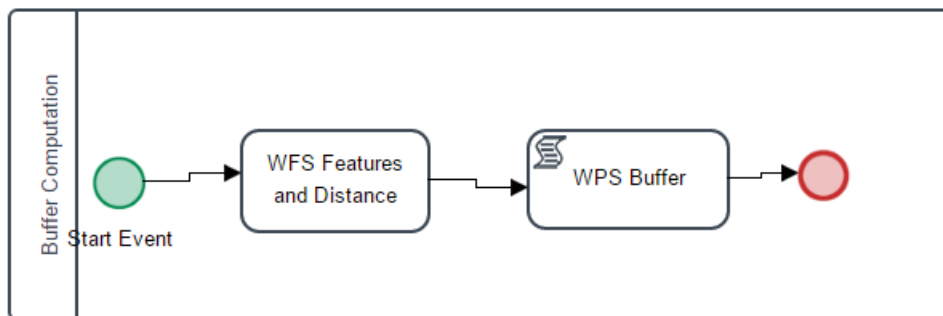 Buffer Computation
Start Event
WFS Features
and Distance
WPS Buffer